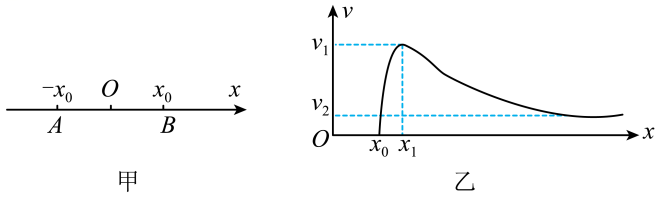 −x₀ O x₀ x
A B
甲
v
v₁
v₂
O x₀ x₁ x
乙